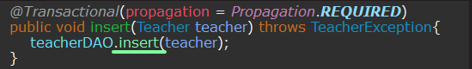 @Transactional(propagation = Propagation.REQUIRED)
public void insert(Teacher teacher) throws TeacherException{
teacherDAO.insert(teacher);
}